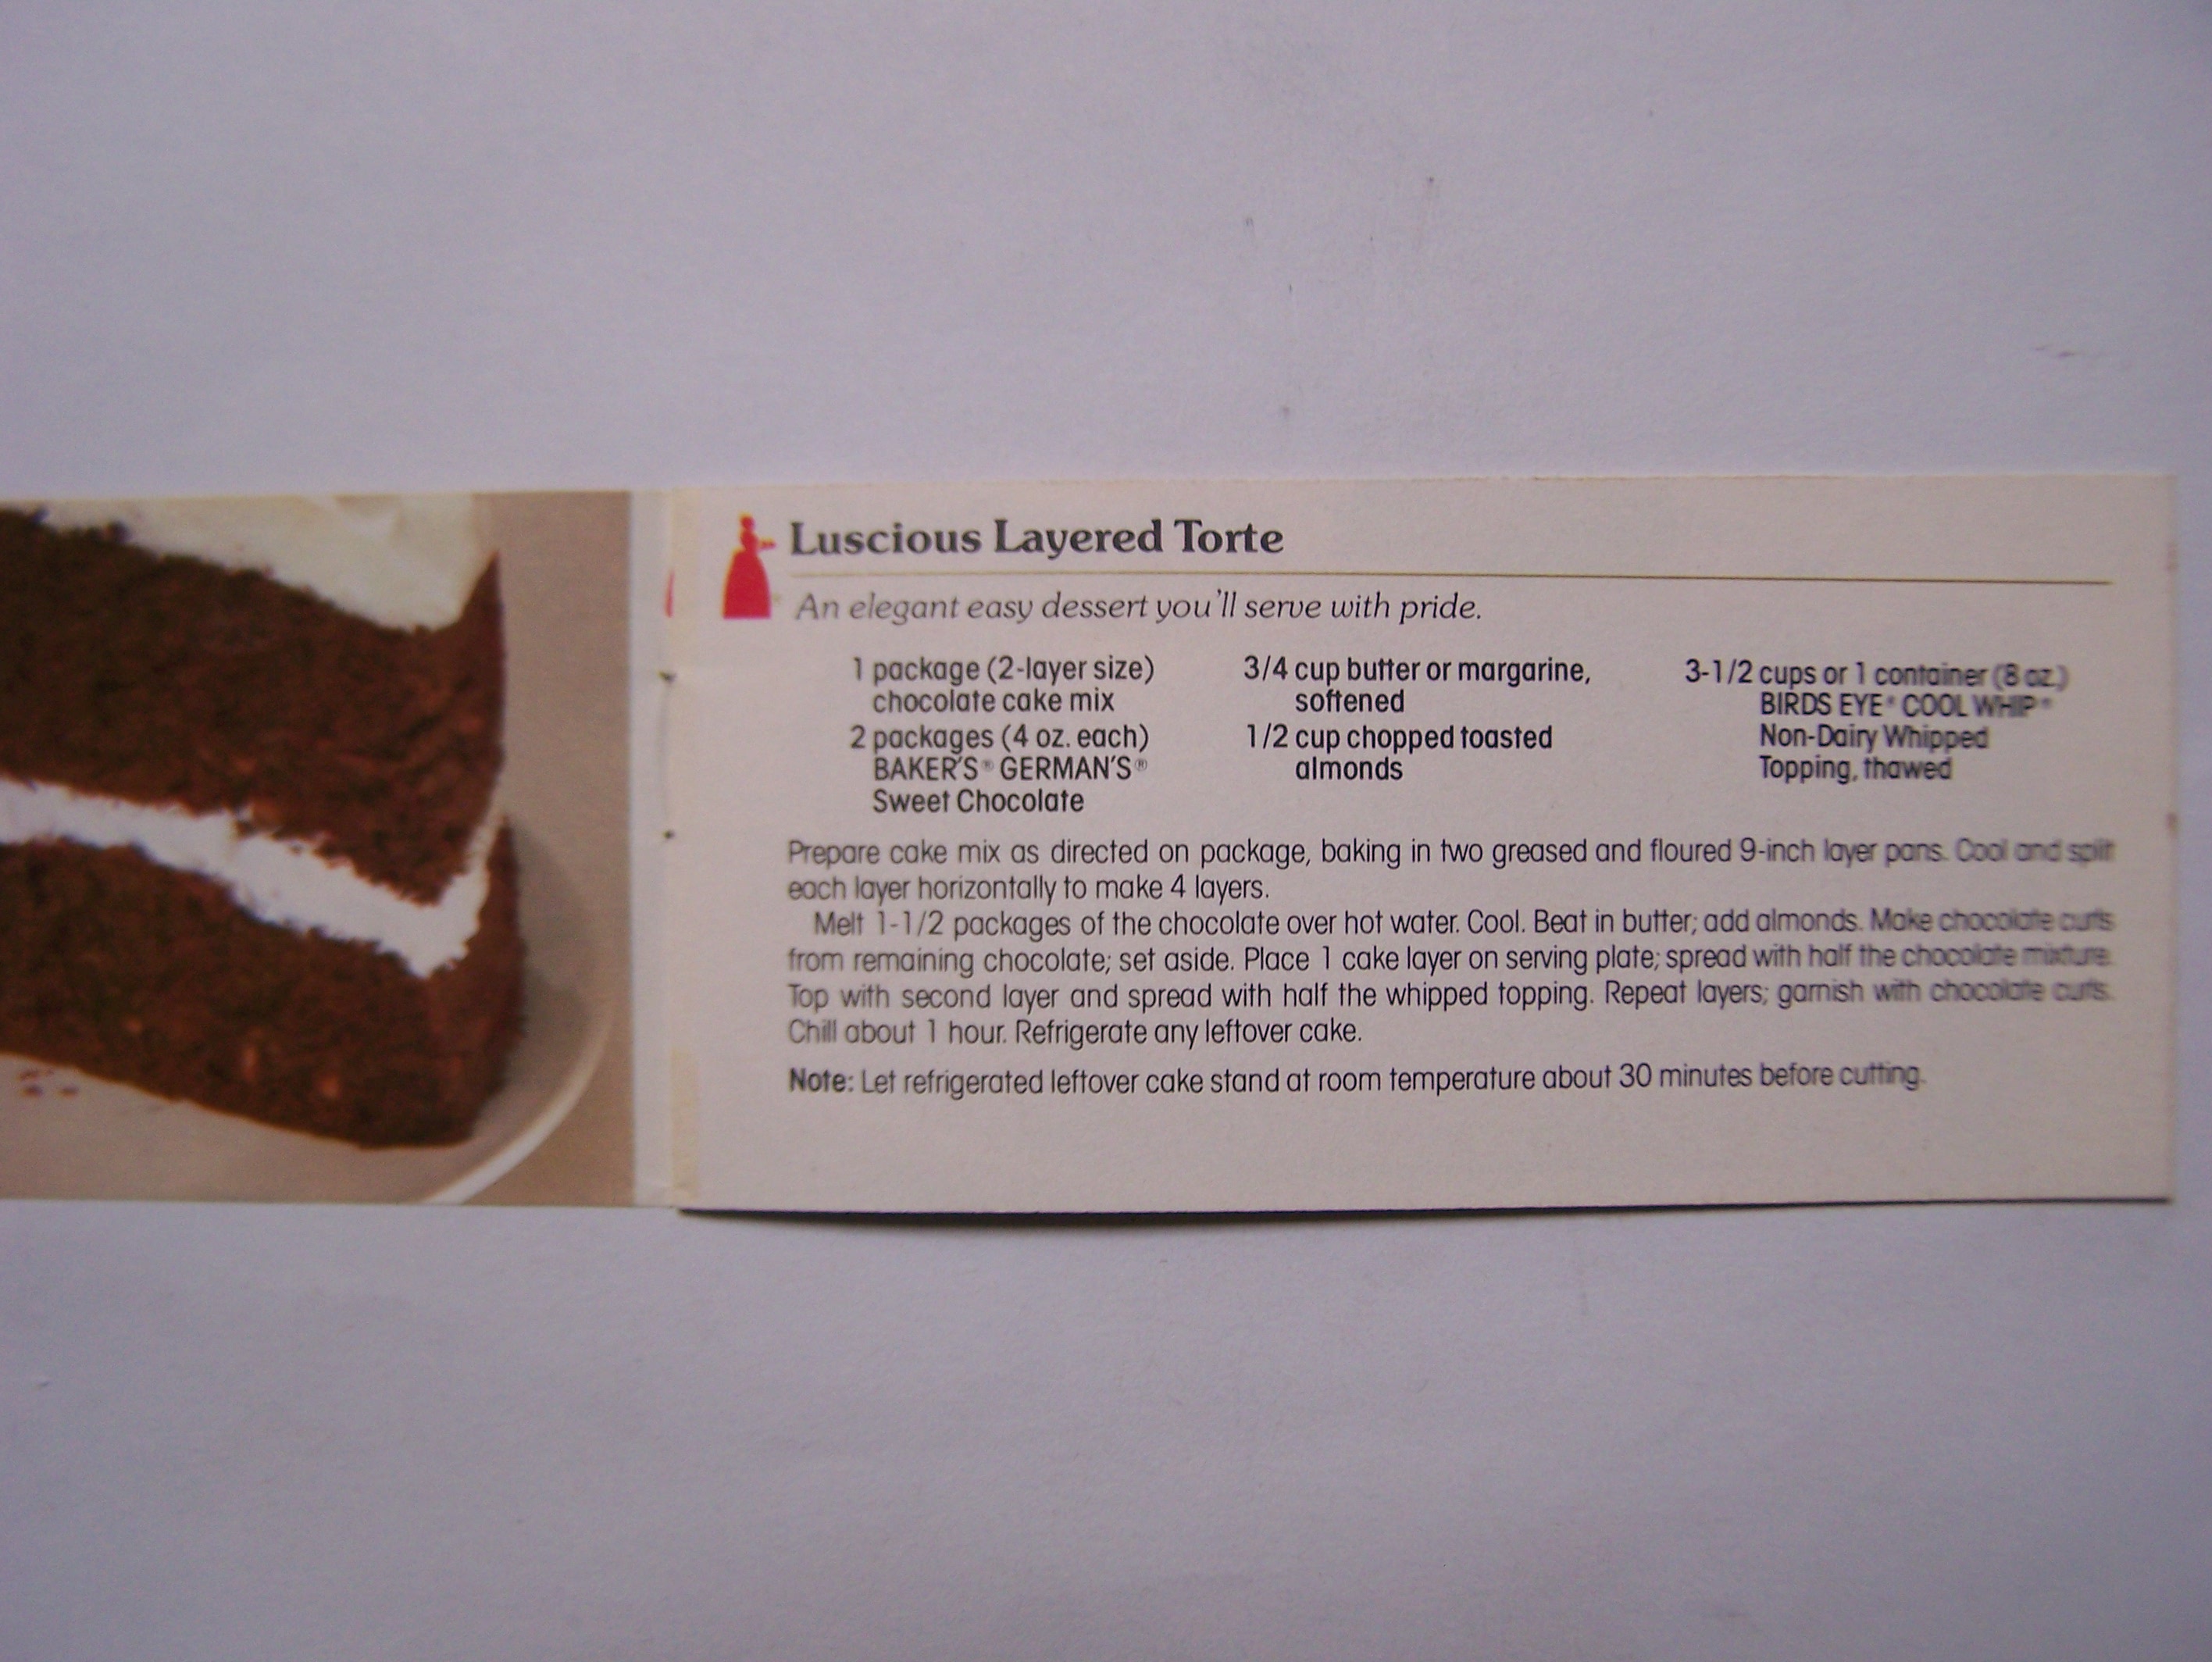 Luscious Layered Torte
An elegant easy dessert you'll serve with pride.
1 package (2-layer size)
chocolate cake mix
2 packages (4 oz. each)
BAKER'S® GERMAN'S®
Sweet Chocolate
3/4 cup butter or margarine,
softened
1/2 cup chopped toasted
almonds
3-1/2 cups or 1 container (8 oz.)
BIRDS EYE® COOL WHIP®
Non-Dairy Whipped
Topping, thawed
Prepare cake mix as directed on package, baking in two greased and floured 9-inch layer pans. Cool and split
each layer horizontally to make 4 layers.
Melt 1-1/2 packages of the chocolate over hot water. Cool. Beat in butter; add almonds. Make chocolate curls
from remaining chocolate; set aside. Place 1 cake layer on serving plate; spread with half the chocolate mixture.
Top with second layer and spread with half the whipped topping. Repeat layers; garnish with chocolate curls.
Chill about 1 hour. Refrigerate any leftover cake.
Note: Let refrigerated leftover cake stand at room temperature about 30 minutes before cutting.